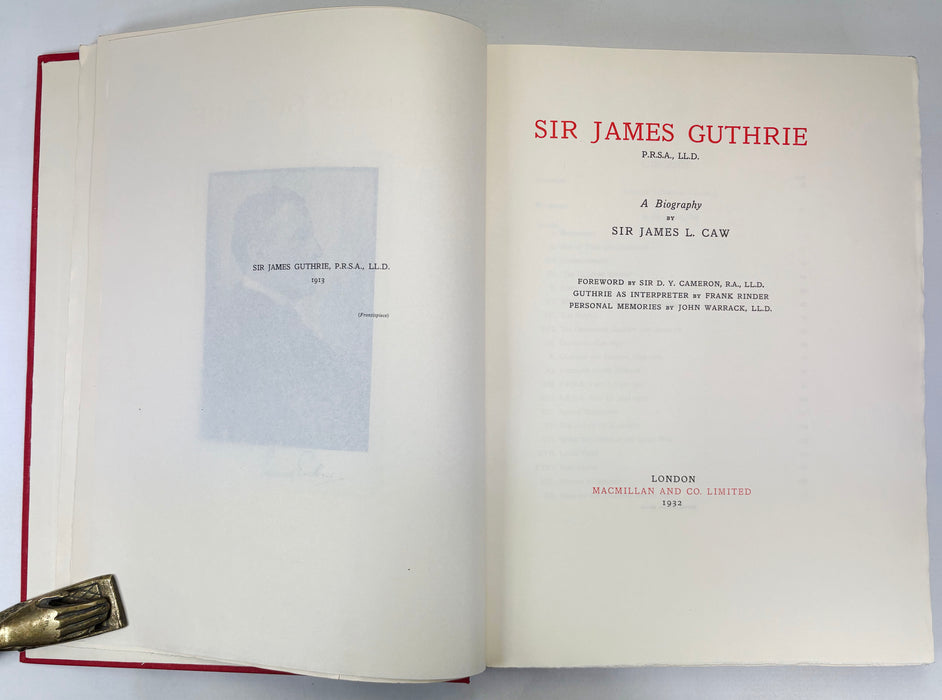 SIR JAMES GUTHRIE, P.R.S.A., LL.D.
1913
(Frontispiece)
SIR JAMES GUTHRIE
P.R.S.A., LL.D.
A Biography
BY
SIR JAMES L. CAW
FOREWORD BY SIR D. Y. CAMERON, R.A., LL.D.
GUTHRIE AS INTERPRETER BY FRANK RINDER
PERSONAL MEMORIES BY JOHN WARRACK, LL.D.
LONDON
MACMILLAN AND CO. LIMITED
1932